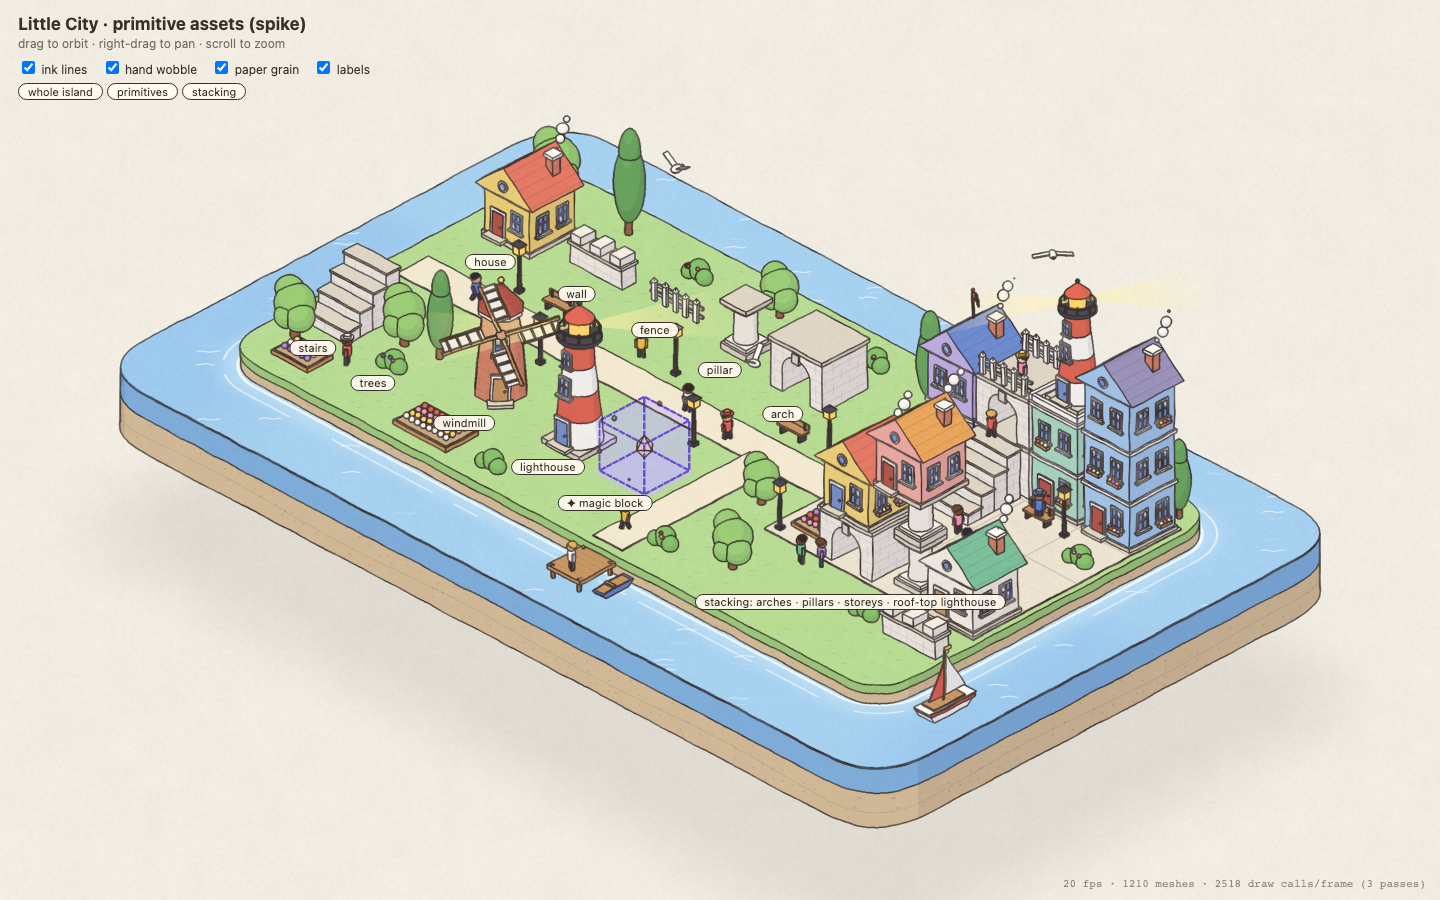 Little City · primitive assets (spike)
drag to orbit · right-drag to pan · scroll to zoom
ink lines hand wobble paper grain labels
whole island primitives stacking
house
wall
fence
stairs
pillar
trees
arch
windmill
lighthouse
✦ magic block
stacking: arches · pillars · storeys · roof-top lighthouse
20 fps · 1210 meshes · 2518 draw calls/frame (3 passes)